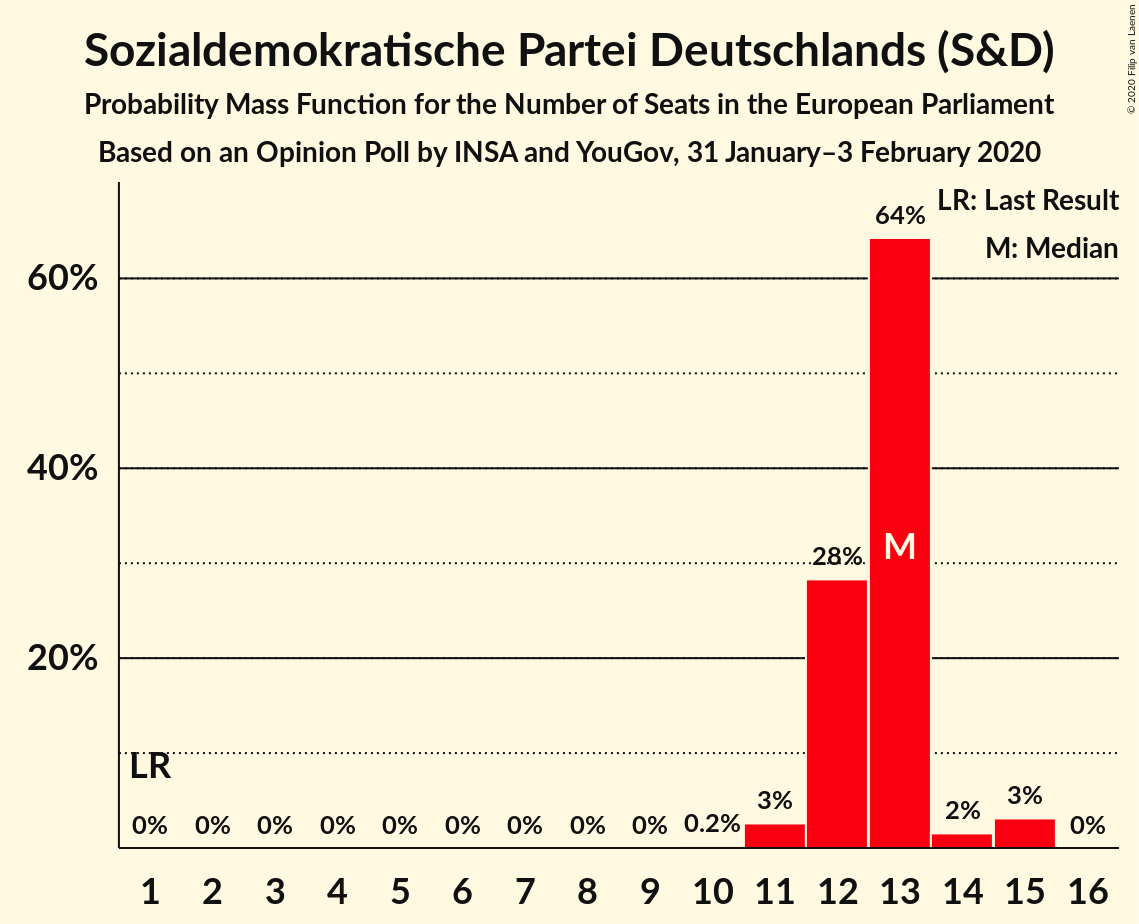 Sozialdemokratische Partei Deutschlands (S&D)
Probability Mass Function for the Number of Seats in the European Parliament
Based on an Opinion Poll by INSA and YouGov, 31 January–3 February 2020
© 2020 Filip van Laenen
LR: Last Result
M: Median
60%
40%
20%
64%
28%
M
LR
0% 0% 0% 0% 0% 0% 0% 0% 0% 0.2% 3% 2% 3% 0%
1 2 3 4 5 6 7 8 9 10 11 12 13 14 15 16